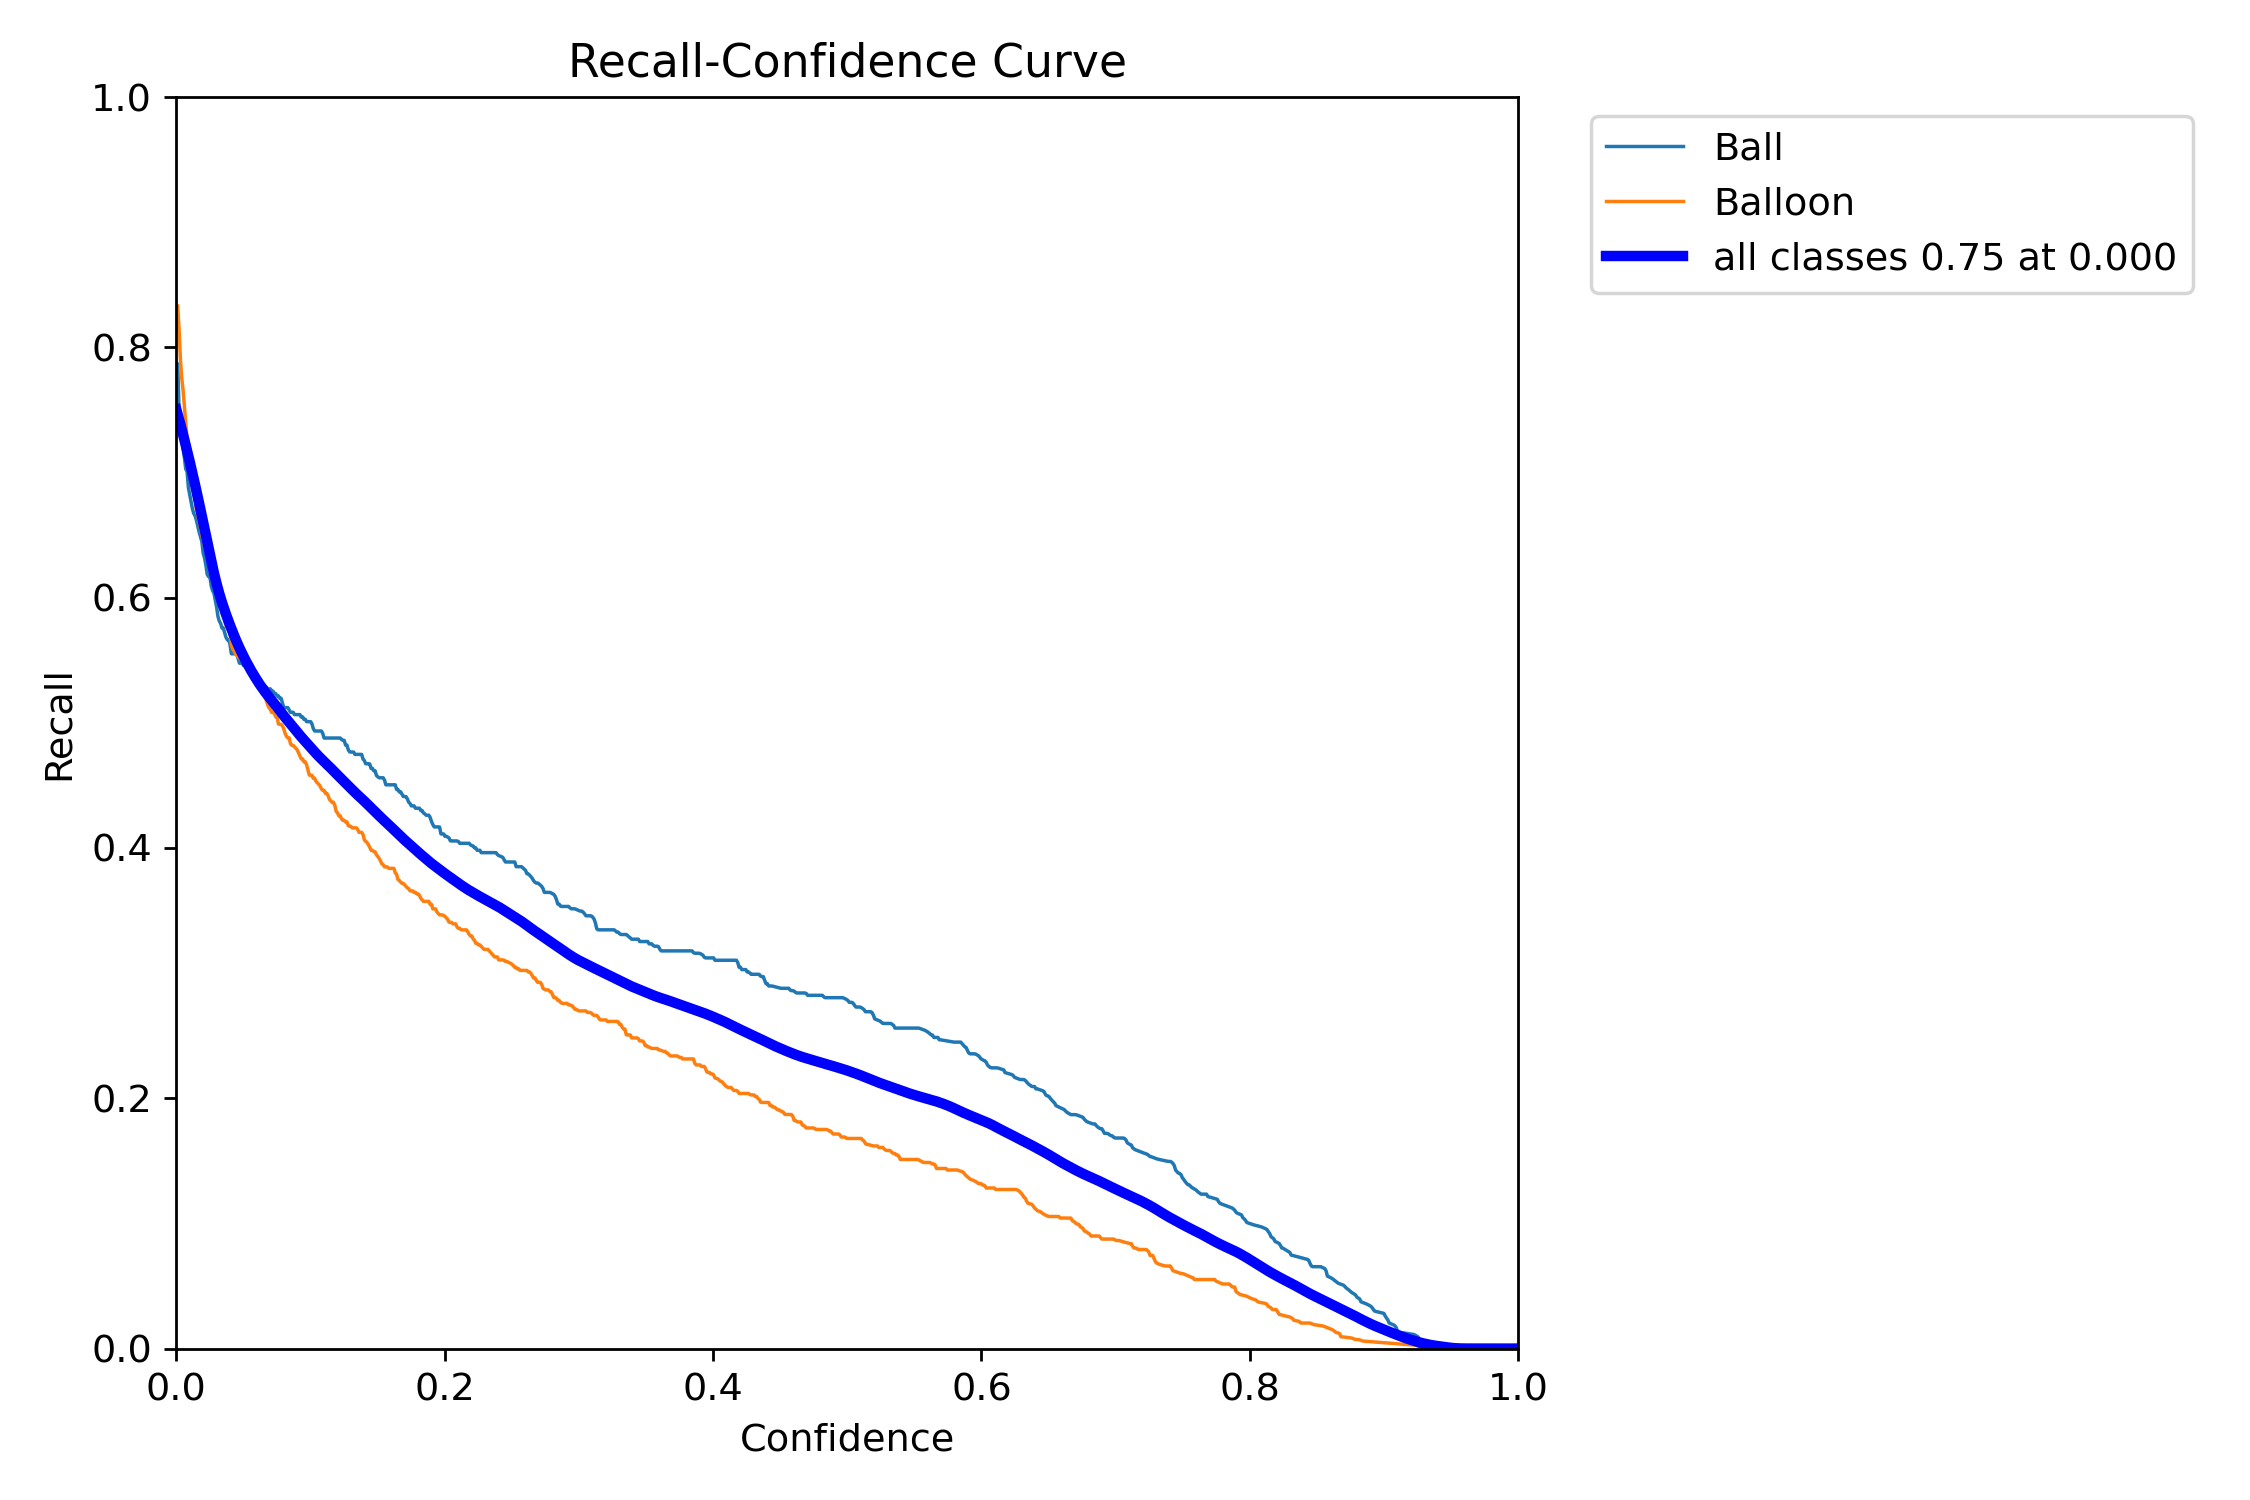 Recall-Confidence Curve
1.0
0.8
0.6
0.4
0.2
0.0
Recall
0.0 0.2 0.4 0.6 0.8 1.0
Confidence
Ball
Balloon
all classes 0.75 at 0.000